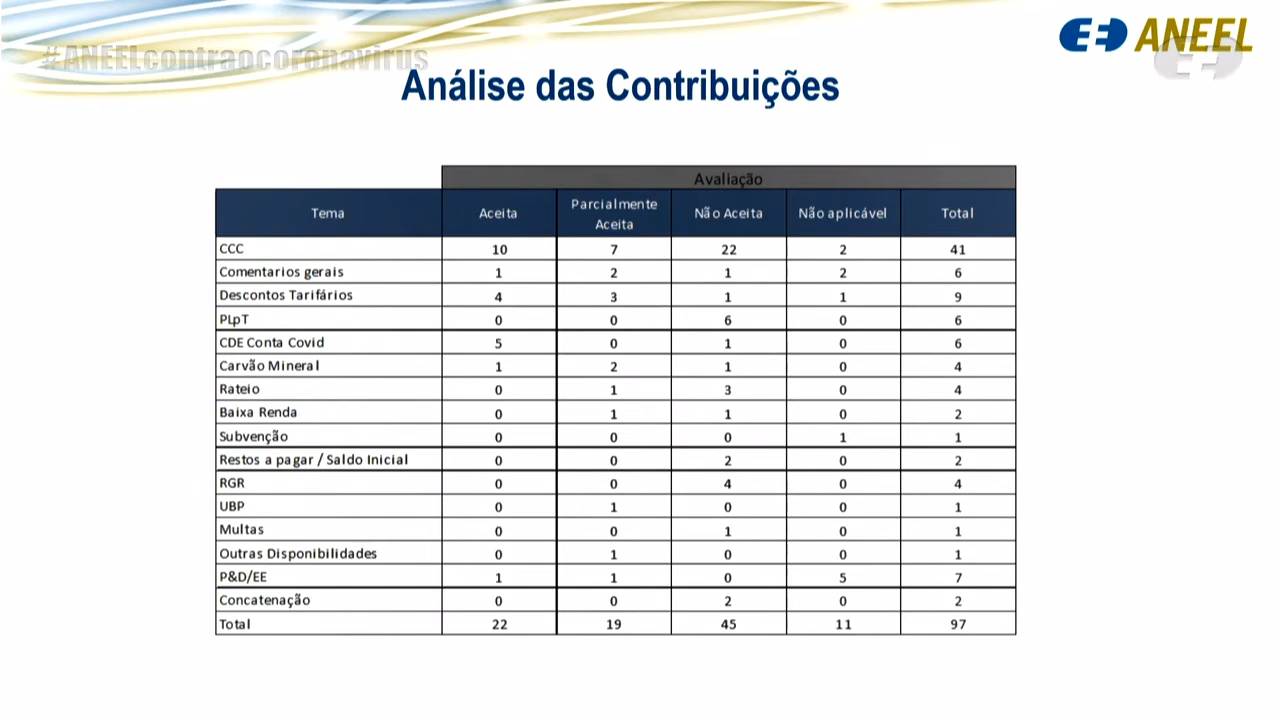 #ANEELcontraocoronavirus
ANEEL
Análise das Contribuições
Avaliação
Tema Aceita Parcialmente Aceita Não Aceita Não aplicável Total
CCC 10 7 22 2 41
Comentarios gerais 1 2 1 2 6
Descontos Tarifários 4 3 1 1 9
PLpT 0 0 6 0 6
CDE Conta Covid 5 0 1 0 6
Carvão Mineral 1 2 1 0 4
Rateio 0 1 3 0 4
Baixa Renda 0 1 1 0 2
Subvenção 0 0 0 1 1
Restos a pagar / Saldo Inicial 0 0 2 0 2
RGR 0 0 4 0 4
UBP 0 1 0 0 1
Multas 0 0 1 0 1
Outras Disponibilidades 0 1 0 0 1
P&D/EE 1 1 0 5 7
Concatenação 0 0 2 0 2
Total 22 19 45 11 97